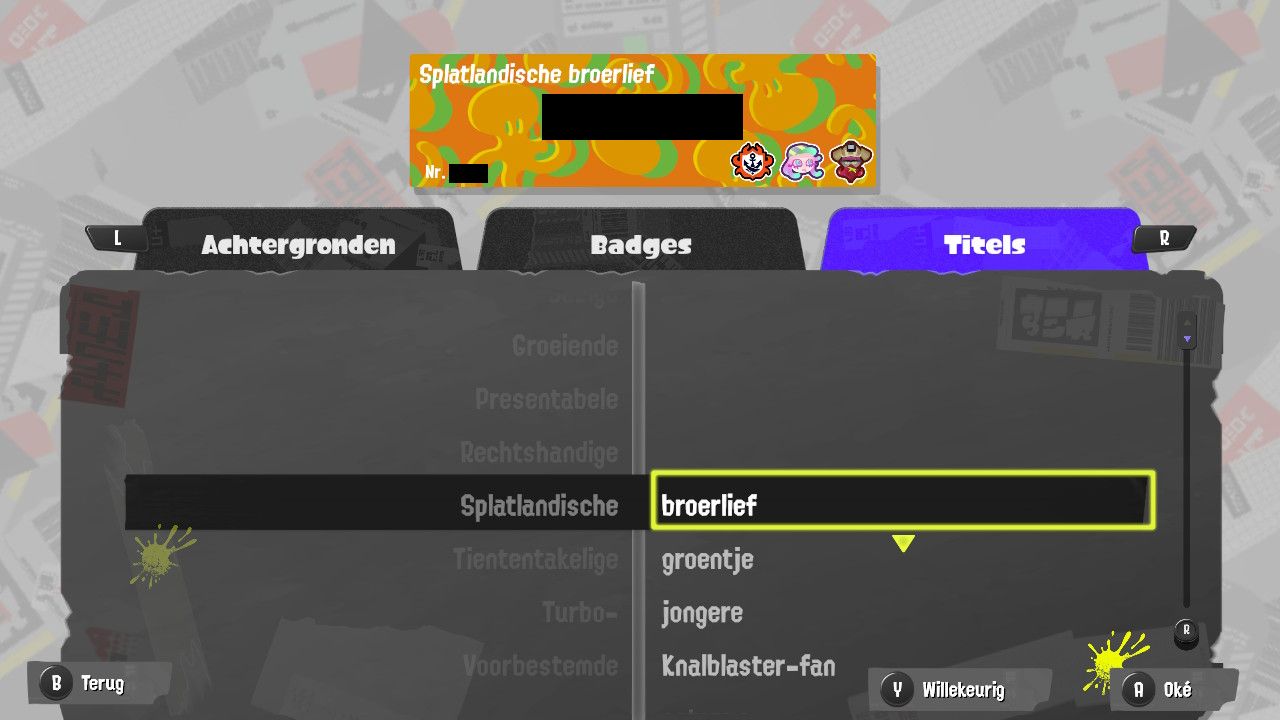 Splatlandische broerlief
Nr.
L
Achtergronden
Badges
Titels
R
Groeiende
Presentabele
Rechtshandige
Splatlandische
broerlief
Tiententakelige
groentje
Turbo-
jongere
Voorbestemde
Knalblaster-fan
R
B Terug
Y Willekeurig
A Oké